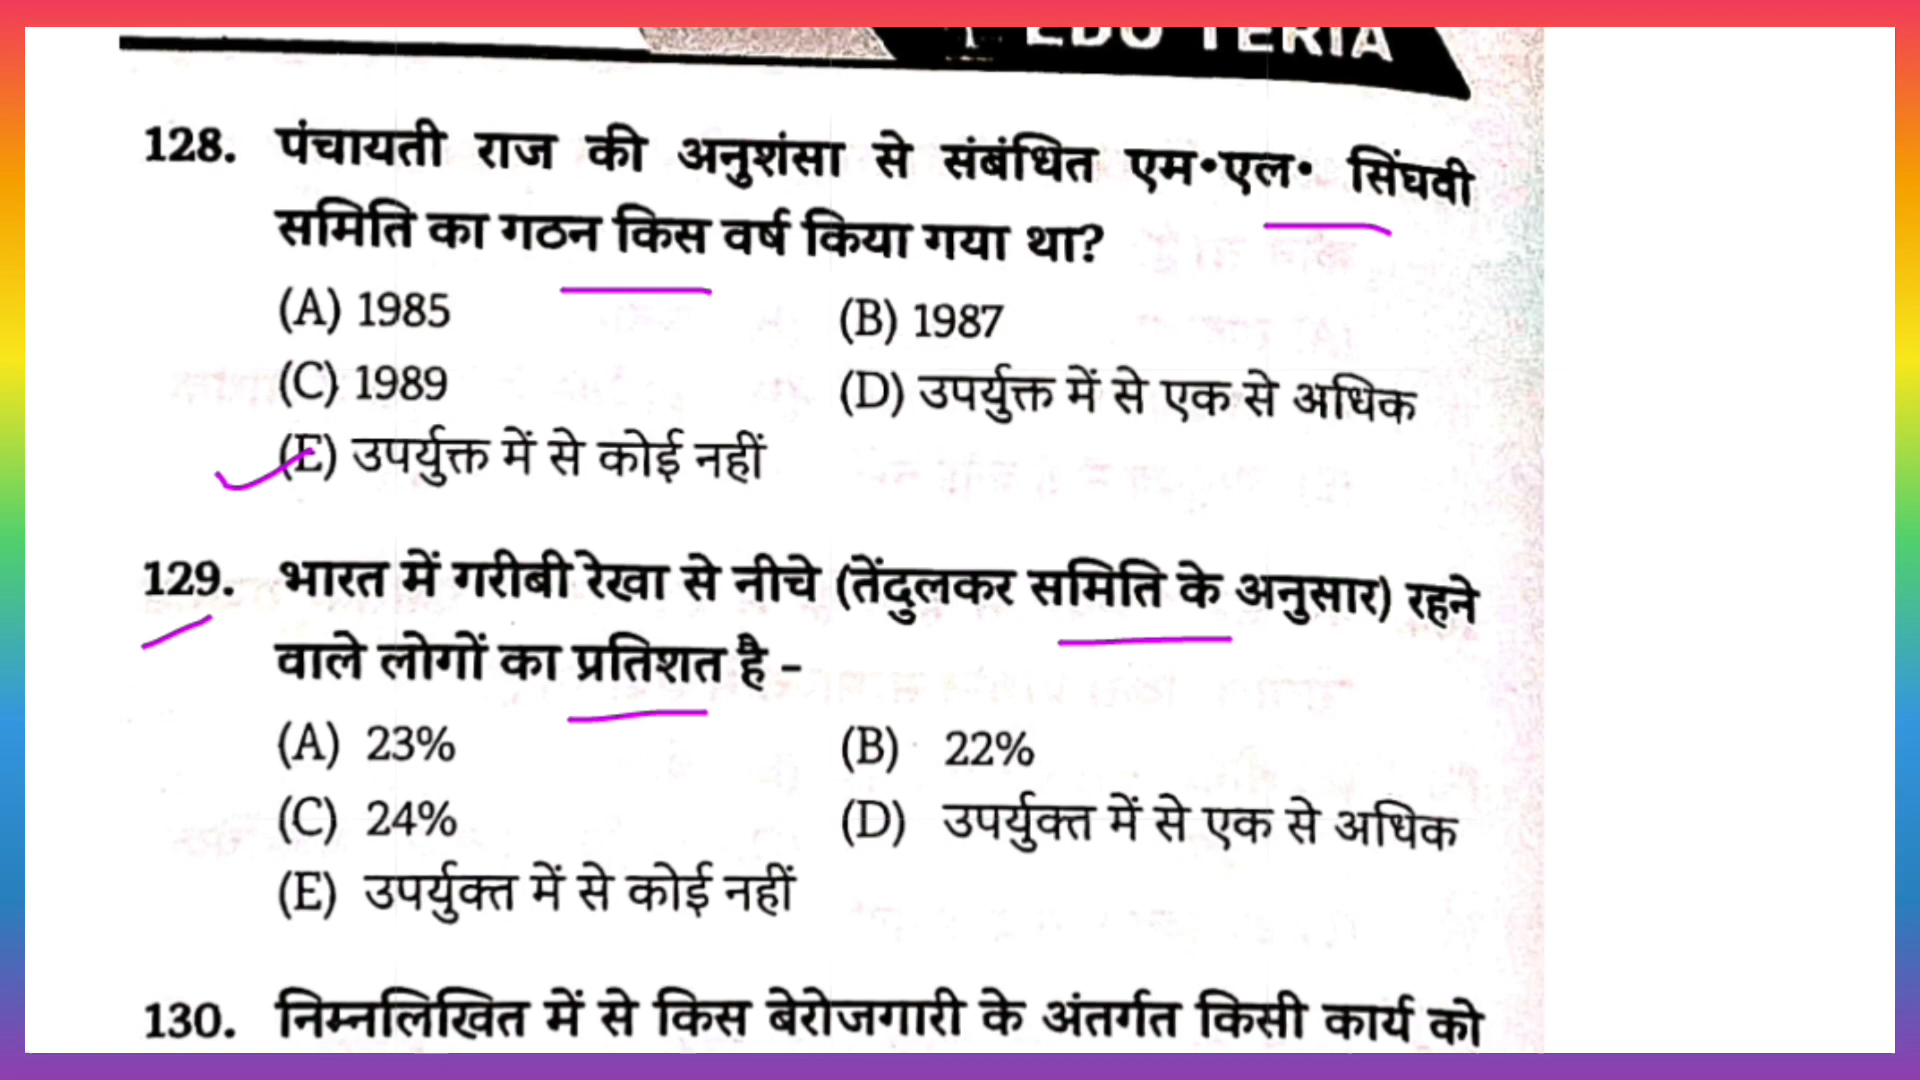 EDU TERIA
128. पंचायती राज की अनुशंसा से संबंधित एम॰एल॰ सिंघवी
समिति का गठन किस वर्ष किया गया था?
(A) 1985 (B) 1987
(C) 1989 (D) उपर्युक्त में से एक से अधिक
(E) उपर्युक्त में से कोई नहीं
129. भारत में गरीबी रेखा से नीचे (तेंदुलकर समिति के अनुसार) रहने
वाले लोगों का प्रतिशत है –
(A) 23% (B) 22%
(C) 24% (D) उपर्युक्त में से एक से अधिक
(E) उपर्युक्त में से कोई नहीं
130. निम्नलिखित में से किस बेरोजगारी के अंतर्गत किसी कार्य को